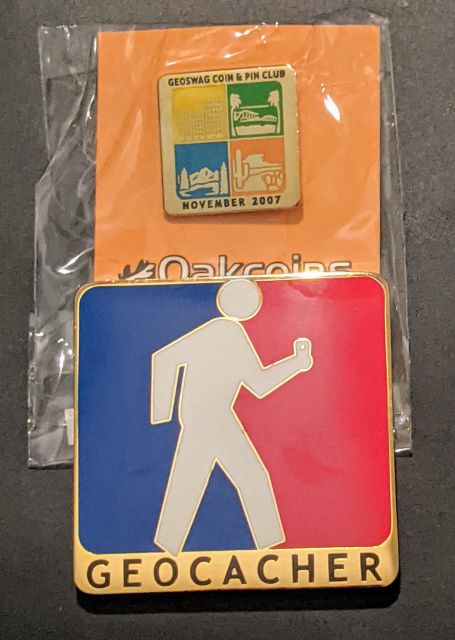 GEOSWAG COIN & PIN CLUB
NOVEMBER 2007
Oakcoins
GEOCACHER